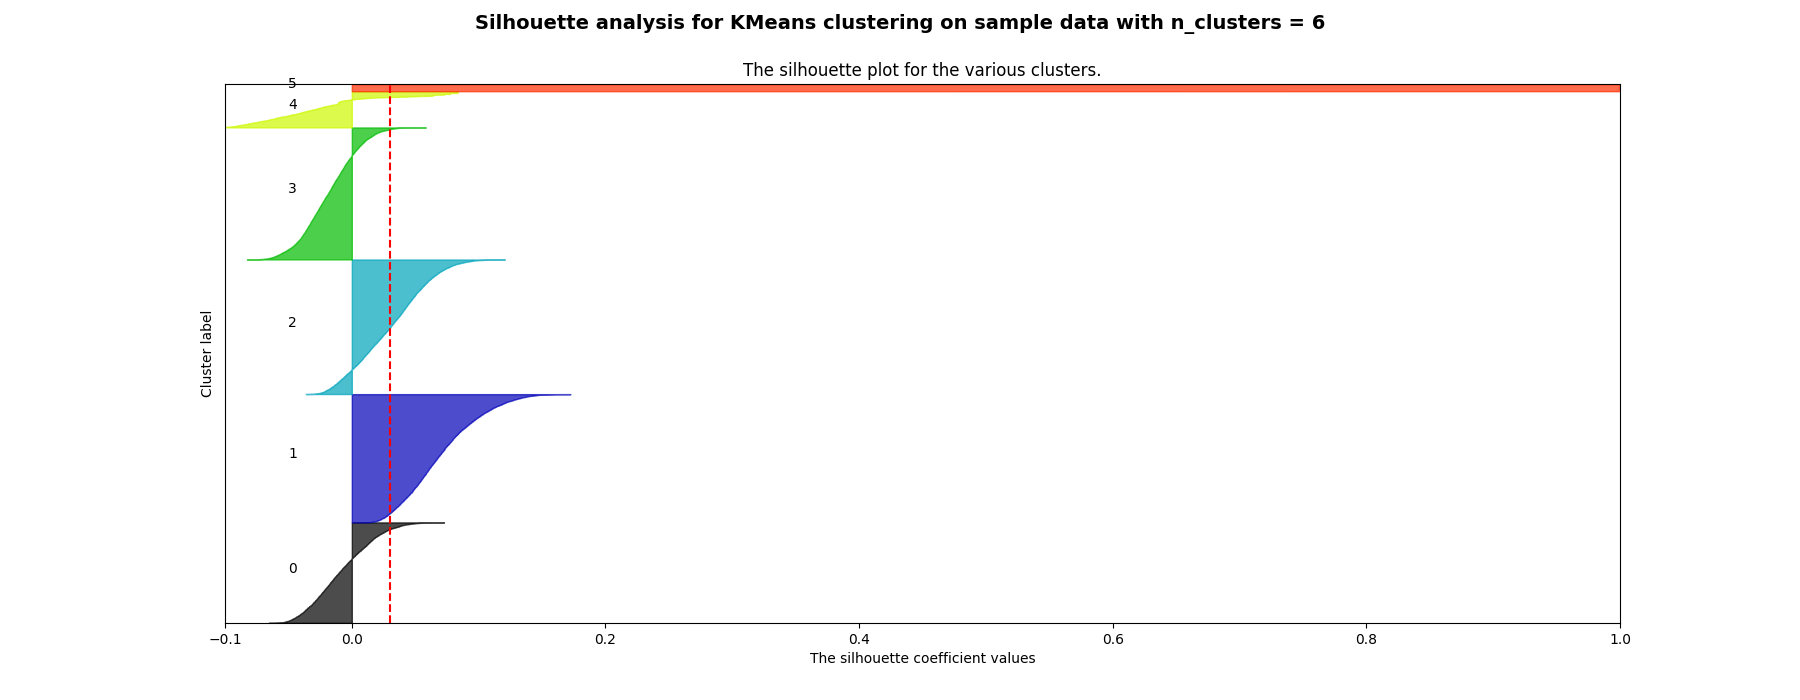 Silhouette analysis for KMeans clustering on sample data with n_clusters = 6
The silhouette plot for the various clusters.
5
4
3
2
1
0
Cluster label
−0.1 0.0 0.2 0.4 0.6 0.8 1.0
The silhouette coefficient values